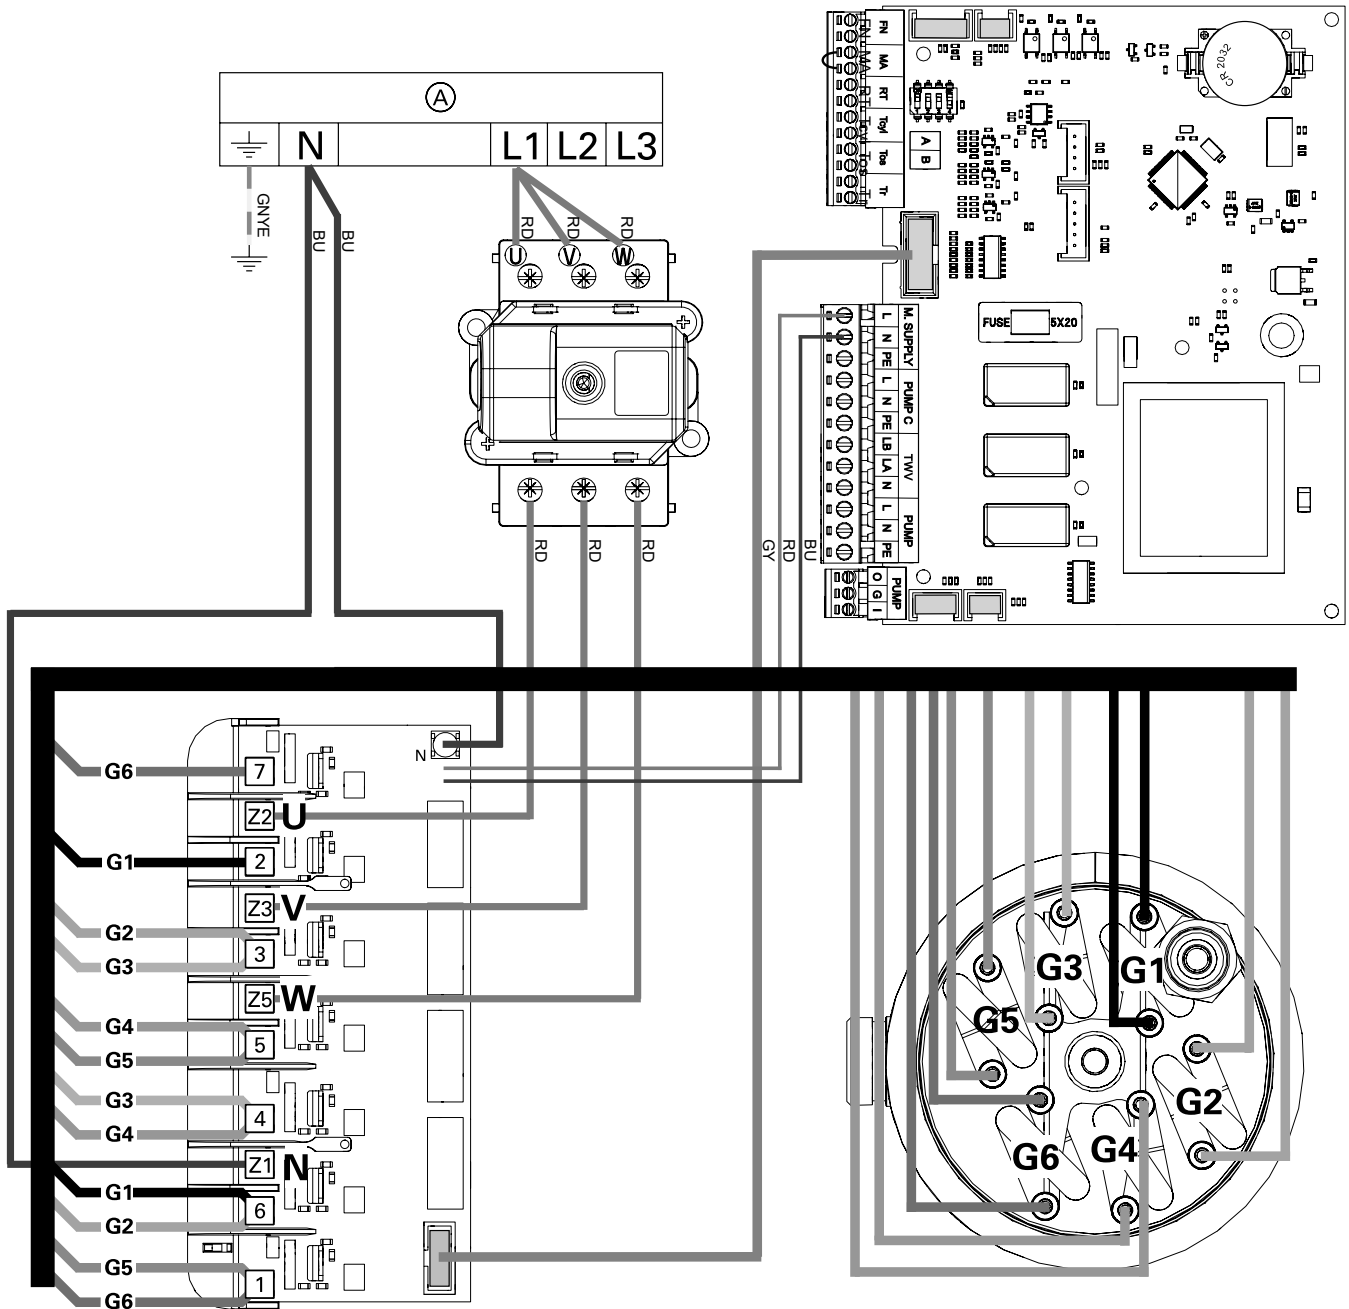 A
N L1 L2 L3
GNYE
BU
BU
RD
RD
RD
U V W
RD
RD
RD
FN
MA
RT
Tcyl
Tos
Tr
A
B
CR 2032
FUSE 5X20
M. SUPPLY
L
N
PE
PUMP C
L
N
PE
TWV
LB
LA
N
PUMP
L
N
PE
PUMP
O
G
I
GY
RD
BU
N
G6 7
Z2 U
G1 2
Z3 V
G2
G3 3
Z5 W
G4
G5 5
G3
G4 4
Z1 N
G1
G2 6
G5
G6 1
G3 G1
G5
G2
G6 G4